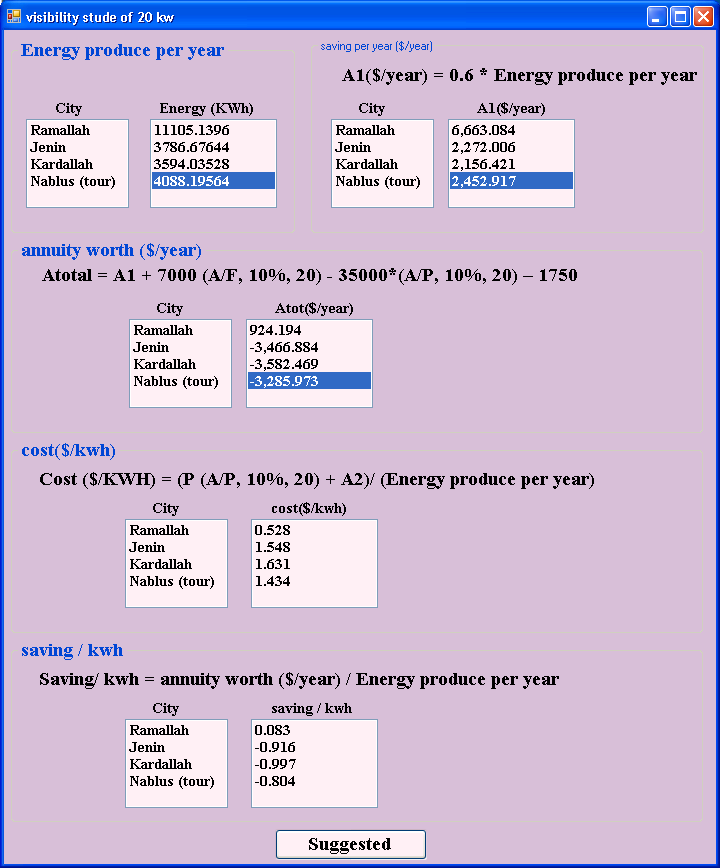 visibility stude of 20 kw
Energy produce per year
City Energy (KWh)
Ramallah 11105.1396
Jenin 3786.67644
Kardallah 3594.03528
Nablus (tour) 4088.19564
saving per year ($/year)
A1($/year) = 0.6 * Energy produce per year
City A1($/year)
Ramallah 6,663.084
Jenin 2,272.006
Kardallah 2,156.421
Nablus (tour) 2,452.917
annuity worth ($/year)
Atotal = A1 + 7000 (A/F, 10%, 20) - 35000*(A/P, 10%, 20) – 1750
City Atot($/year)
Ramallah 924.194
Jenin -3,466.884
Kardallah -3,582.469
Nablus (tour) -3,285.973
cost($/kwh)
Cost ($/KWH) = (P (A/P, 10%, 20) + A2)/ (Energy produce per year)
City cost($/kwh)
Ramallah 0.528
Jenin 1.548
Kardallah 1.631
Nablus (tour) 1.434
saving / kwh
Saving/ kwh = annuity worth ($/year) / Energy produce per year
City saving / kwh
Ramallah 0.083
Jenin -0.916
Kardallah -0.997
Nablus (tour) -0.804
Suggested